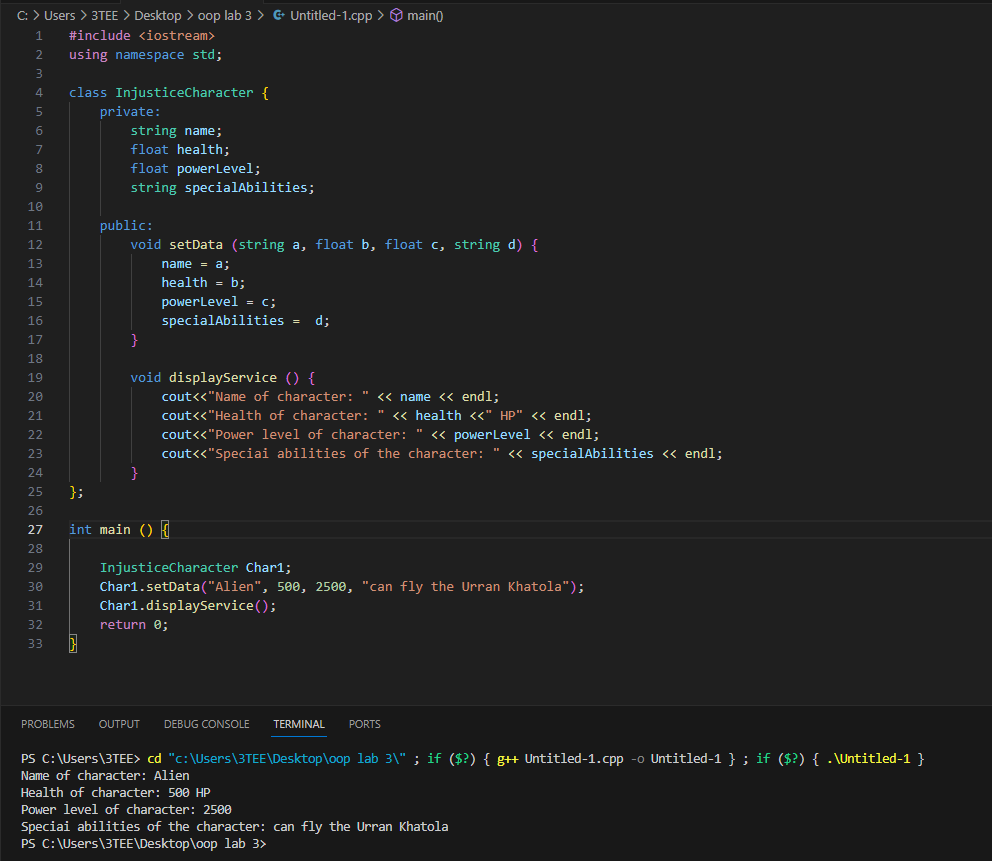 C: > Users > 3TEE > Desktop > oop lab 3 > Untitled-1.cpp > main()
1 #include <iostream>
2 using namespace std;
3
4 class InjusticeCharacter {
5     private:
6         string name;
7         float health;
8         float powerLevel;
9         string specialAbilities;
10
11     public:
12         void setData (string a, float b, float c, string d) {
13             name = a;
14             health = b;
15             powerLevel = c;
16             specialAbilities =  d;
17         }
18
19         void displayService () {
20             cout<<"Name of character: " << name << endl;
21             cout<<"Health of character: " << health <<" HP" << endl;
22             cout<<"Power level of character: " << powerLevel << endl;
23             cout<<"Speciai abilities of the character: " << specialAbilities << endl;
24         }
25 };
26
27 int main () {
28
29     InjusticeCharacter Char1;
30     Char1.setData("Alien", 500, 2500, "can fly the Urran Khatola");
31     Char1.displayService();
32     return 0;
33 }
PROBLEMS OUTPUT DEBUG CONSOLE TERMINAL PORTS
PS C:\Users\3TEE> cd "c:\Users\3TEE\Desktop\oop lab 3\" ; if ($?) { g++ Untitled-1.cpp -o Untitled-1 } ; if ($?) { .\Untitled-1 }
Name of character: Alien
Health of character: 500 HP
Power level of character: 2500
Speciai abilities of the character: can fly the Urran Khatola
PS C:\Users\3TEE\Desktop\oop lab 3>